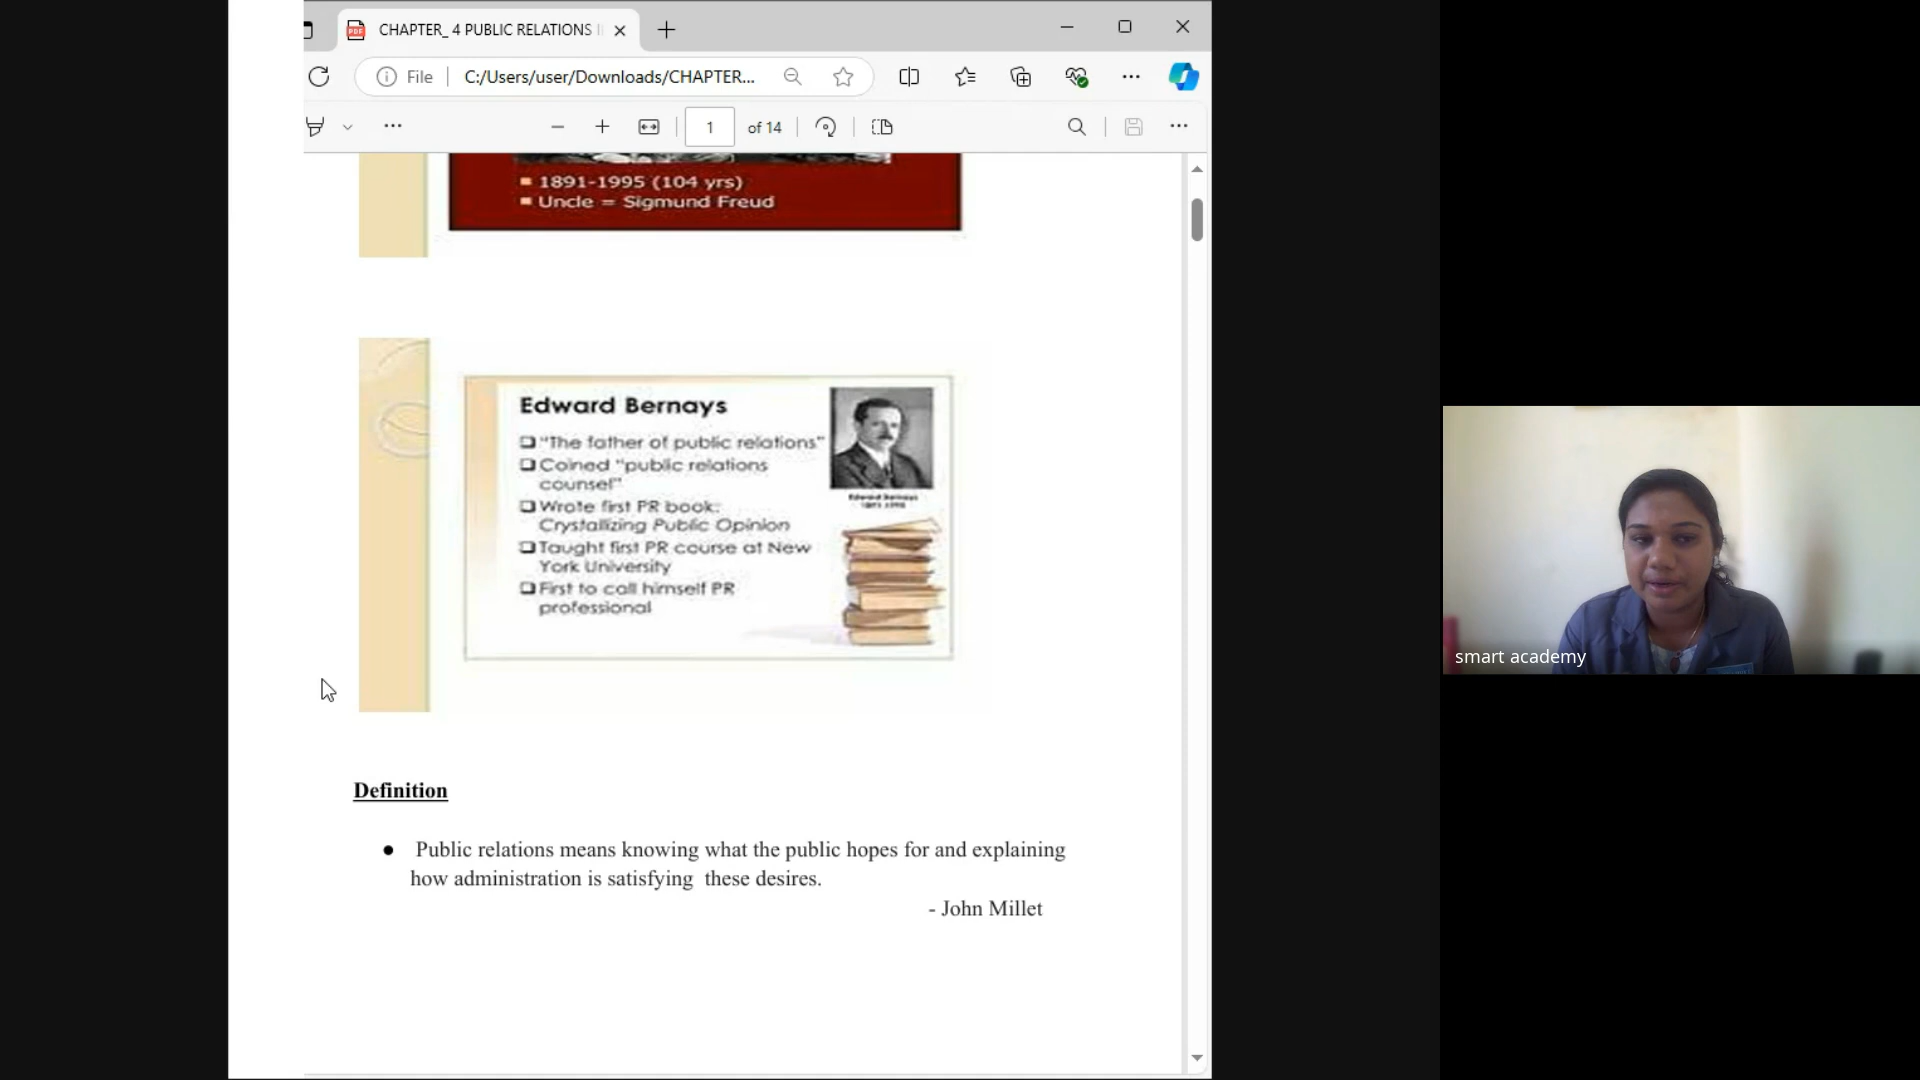 CHAPTER_ 4 PUBLIC RELATIONS I
File
C:/Users/user/Downloads/CHAPTER...
1 of 14
1891-1995 (104 yrs)
Uncle = Sigmund Freud
Edward Bernays
"The father of public relations"
Coined "public relations
counsel"
Wrote first PR book:
Crystallizing Public Opinion
Taught first PR course at New
York University
First to call himself PR
professional
Edward Bernays
Definition
Public relations means knowing what the public hopes for and explaining
how administration is satisfying these desires.
- John Millet
smart academy